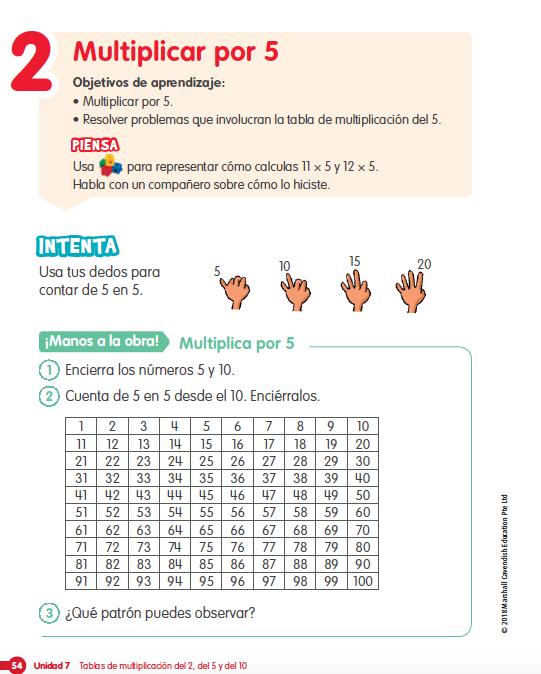 2 Multiplicar por 5
Objetivos de aprendizaje:
• Multiplicar por 5.
• Resolver problemas que involucran la tabla de multiplicación del 5.
PIENSA
Usa para representar cómo calculas 11 × 5 y 12 × 5.
Habla con un compañero sobre cómo lo hiciste.
INTENTA
Usa tus dedos para
contar de 5 en 5.
5 10 15 20
¡Manos a la obra! Multiplica por 5
1 Encierra los números 5 y 10.
2 Cuenta de 5 en 5 desde el 10. Enciérralos.
1 2 3 4 5 6 7 8 9 10
11 12 13 14 15 16 17 18 19 20
21 22 23 24 25 26 27 28 29 30
31 32 33 34 35 36 37 38 39 40
41 42 43 44 45 46 47 48 49 50
51 52 53 54 55 56 57 58 59 60
61 62 63 64 65 66 67 68 69 70
71 72 73 74 75 76 77 78 79 80
81 82 83 84 85 86 87 88 89 90
91 92 93 94 95 96 97 98 99 100
3 ¿Qué patrón puedes observar?
© 2018 Marshall Cavendish Education Pte Ltd
54 Unidad 7 Tablas de multiplicación del 2, del 5 y del 10